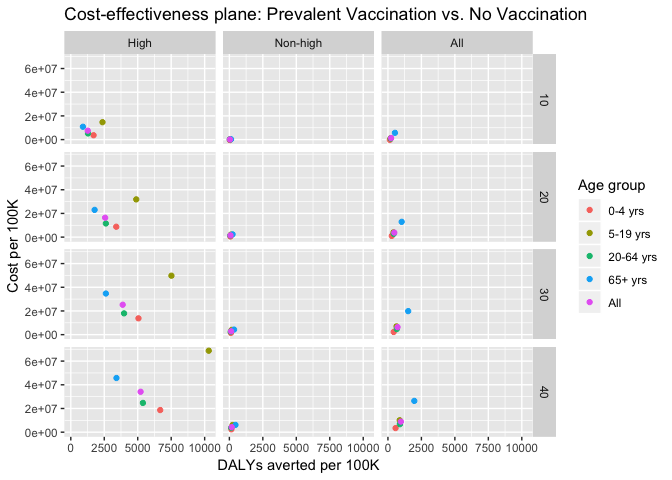 Cost-effectiveness plane: Prevalent Vaccination vs. No Vaccination
High Non-high All
6e+07
4e+07
2e+07
0e+00
10
6e+07
4e+07
2e+07
0e+00
20
6e+07
4e+07
2e+07
0e+00
30
6e+07
4e+07
2e+07
0e+00
40
0 2500 5000 7500 10000 0 2500 5000 7500 10000 0 2500 5000 7500 10000
DALYs averted per 100K
Cost per 100K
Age group
0-4 yrs
5-19 yrs
20-64 yrs
65+ yrs
All